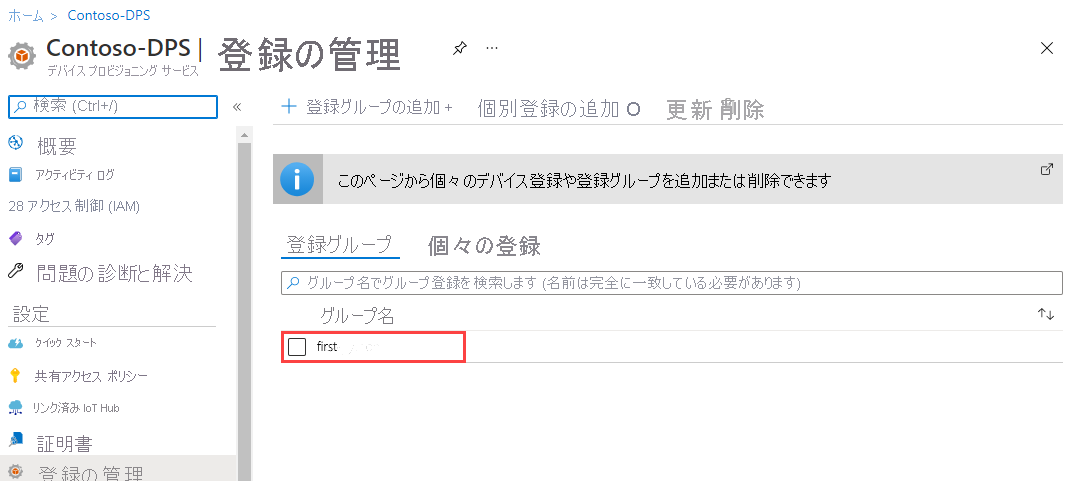 ホーム > Contoso-DPS
Contoso-DPS | 登録の管理 ...
デバイス プロビジョニング サービス
検索 (Ctrl+/) «
概要
アクティビティ ログ
28 アクセス制御 (IAM)
タグ
問題の診断と解決
設定
クイック スタート
共有アクセス ポリシー
リンク済み IoT Hub
証明書
登録の管理
+ 登録グループの追加 + 個別登録の追加 O 更新 削除
このページから個々のデバイス登録や登録グループを追加または削除できます
登録グループ 個々の登録
グループ名でグループ登録を検索します (名前は完全に一致している必要があります)
グループ名
first